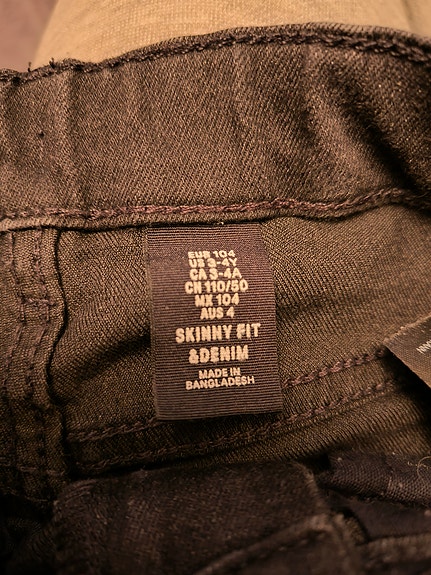 EUR 104
US 3-4Y
CA 3-4A
CN 110/50
MX 104
AUS 4
SKINNY FIT
&DENIM
MADE IN
BANGLADESH